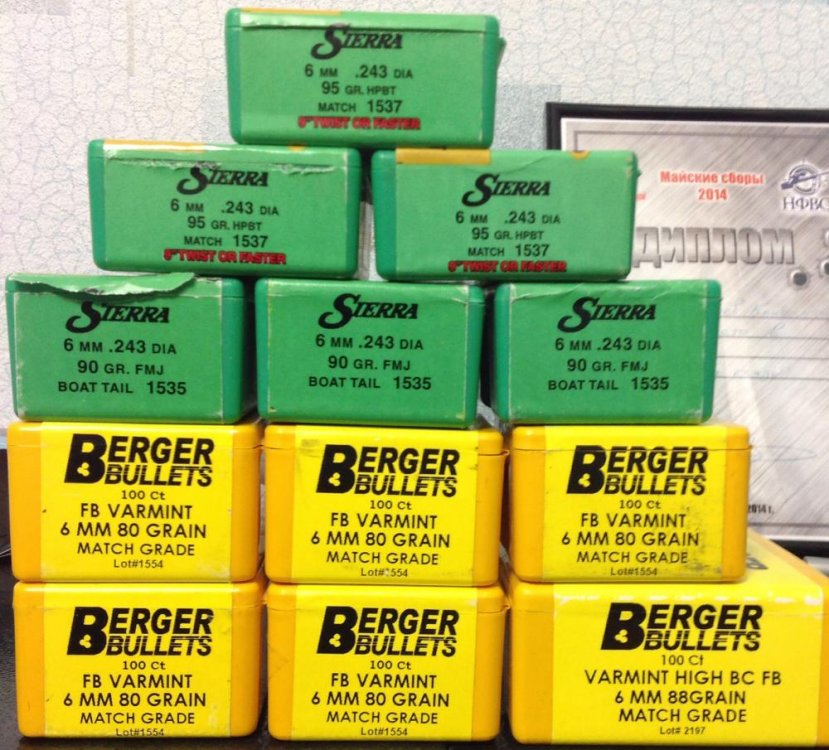 SIERRA
6 MM .243 DIA
95 GR. HPBT
MATCH 1537
8" TWIST OR FASTER
SIERRA
6 MM .243 DIA
95 GR. HPBT
MATCH 1537
8" TWIST OR FASTER
SIERRA
6 MM .243 DIA
95 GR. HPBT
MATCH 1537
8" TWIST OR FASTER
Майские сборы
2014
НФВС
ДИПЛОМ
SIERRA
6 MM .243 DIA
90 GR. FMJ
BOAT TAIL 1535
SIERRA
6 MM .243 DIA
90 GR. FMJ
BOAT TAIL 1535
SIERRA
6 MM .243 DIA
90 GR. FMJ
BOAT TAIL 1535
BERGER
BULLETS
100 Ct
FB VARMINT
6 MM 80 GRAIN
MATCH GRADE
Lot#1554
BERGER
BULLETS
100 Ct
FB VARMINT
6 MM 80 GRAIN
MATCH GRADE
Lot#1554
BERGER
BULLETS
100 Ct
FB VARMINT
6 MM 80 GRAIN
MATCH GRADE
Lot#1554
2014 г.
BERGER
BULLETS
100 Ct
FB VARMINT
6 MM 80 GRAIN
MATCH GRADE
Lot#1554
BERGER
BULLETS
100 Ct
FB VARMINT
6 MM 80 GRAIN
MATCH GRADE
Lot#1554
BERGER
BULLETS
100 Ct
VARMINT HIGH BC FB
6 MM 88GRAIN
MATCH GRADE
Lot# 2197